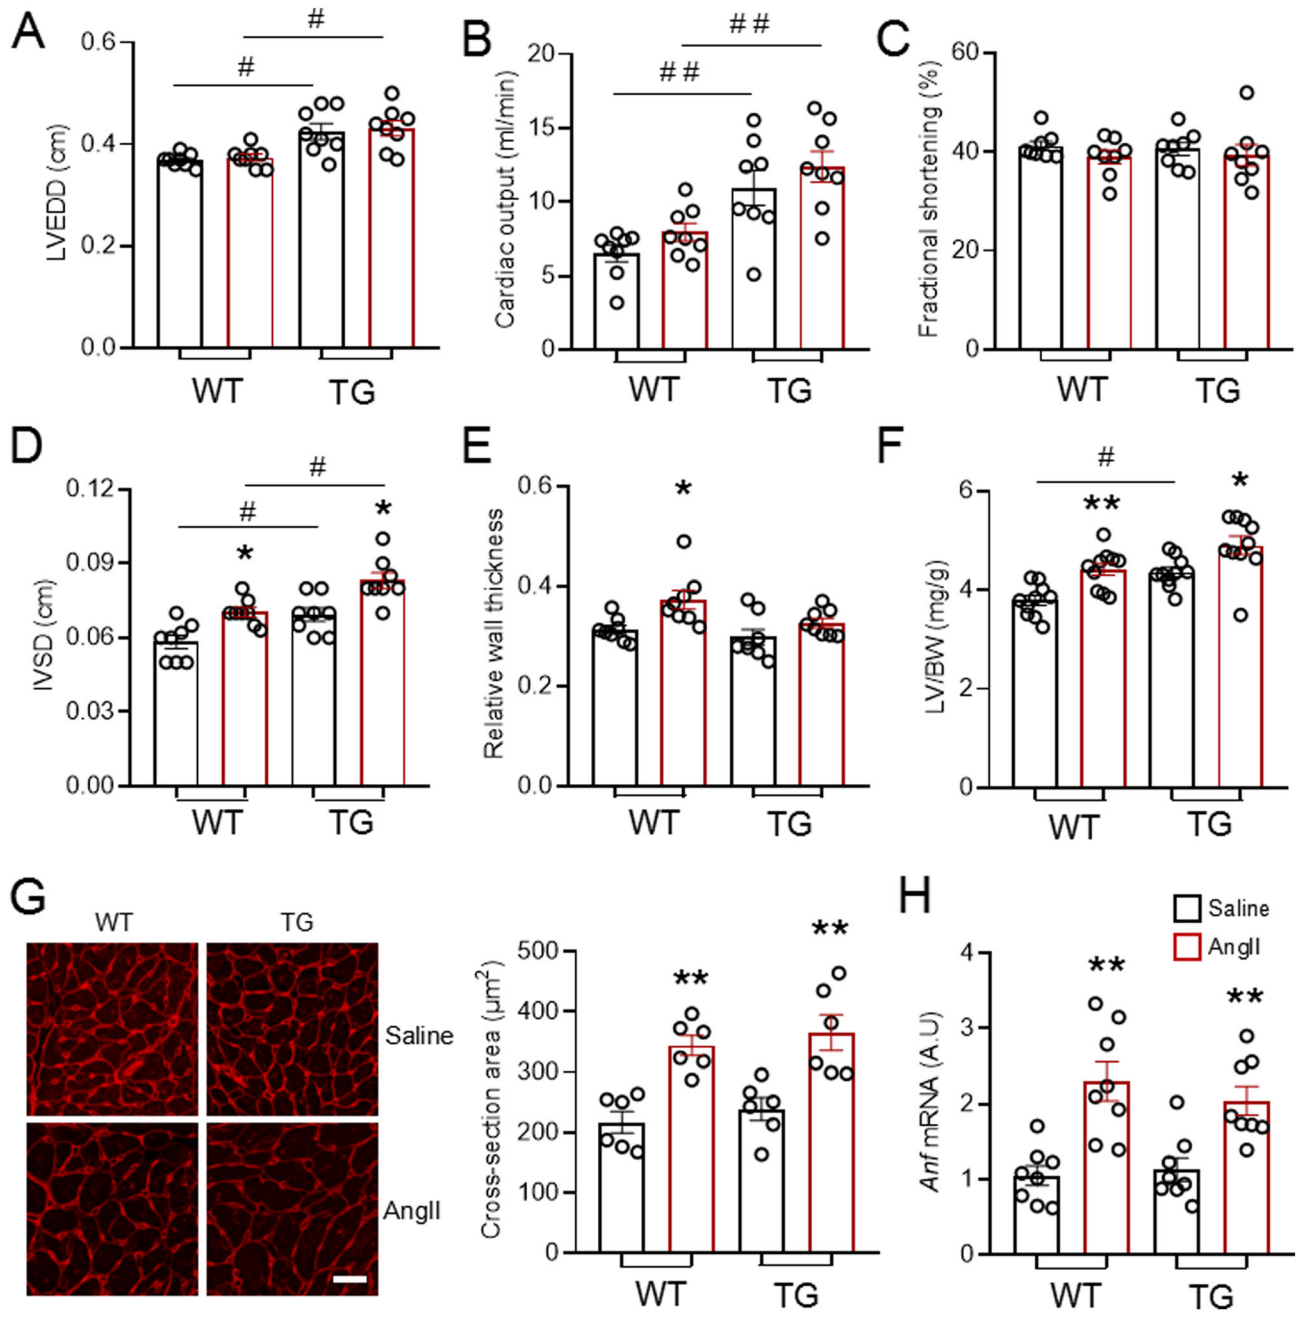 A
LVEDD (cm)
0.6
0.4
0.2
0.0
#
#
WT TG
B
Cardiac output (ml/min)
20
15
10
5
0
##
##
WT TG
C
Fractional shortening (%)
60
40
20
0
WT TG
D
IVSD (cm)
0.12
0.09
0.06
0.03
0.00
#
#
*
*
WT TG
E
Relative wall thickness
0.6
0.4
0.2
0.0
*
WT TG
F
LV/BW (mg/g)
6
4
2
0
#
**
*
WT TG
G
WT TG
Saline
AngII
Cross-section area (µm²)
500
400
300
200
100
0
**
**
WT TG
H
Saline
AngII
Anf mRNA (A.U)
4
3
2
1
0
**
**
WT TG